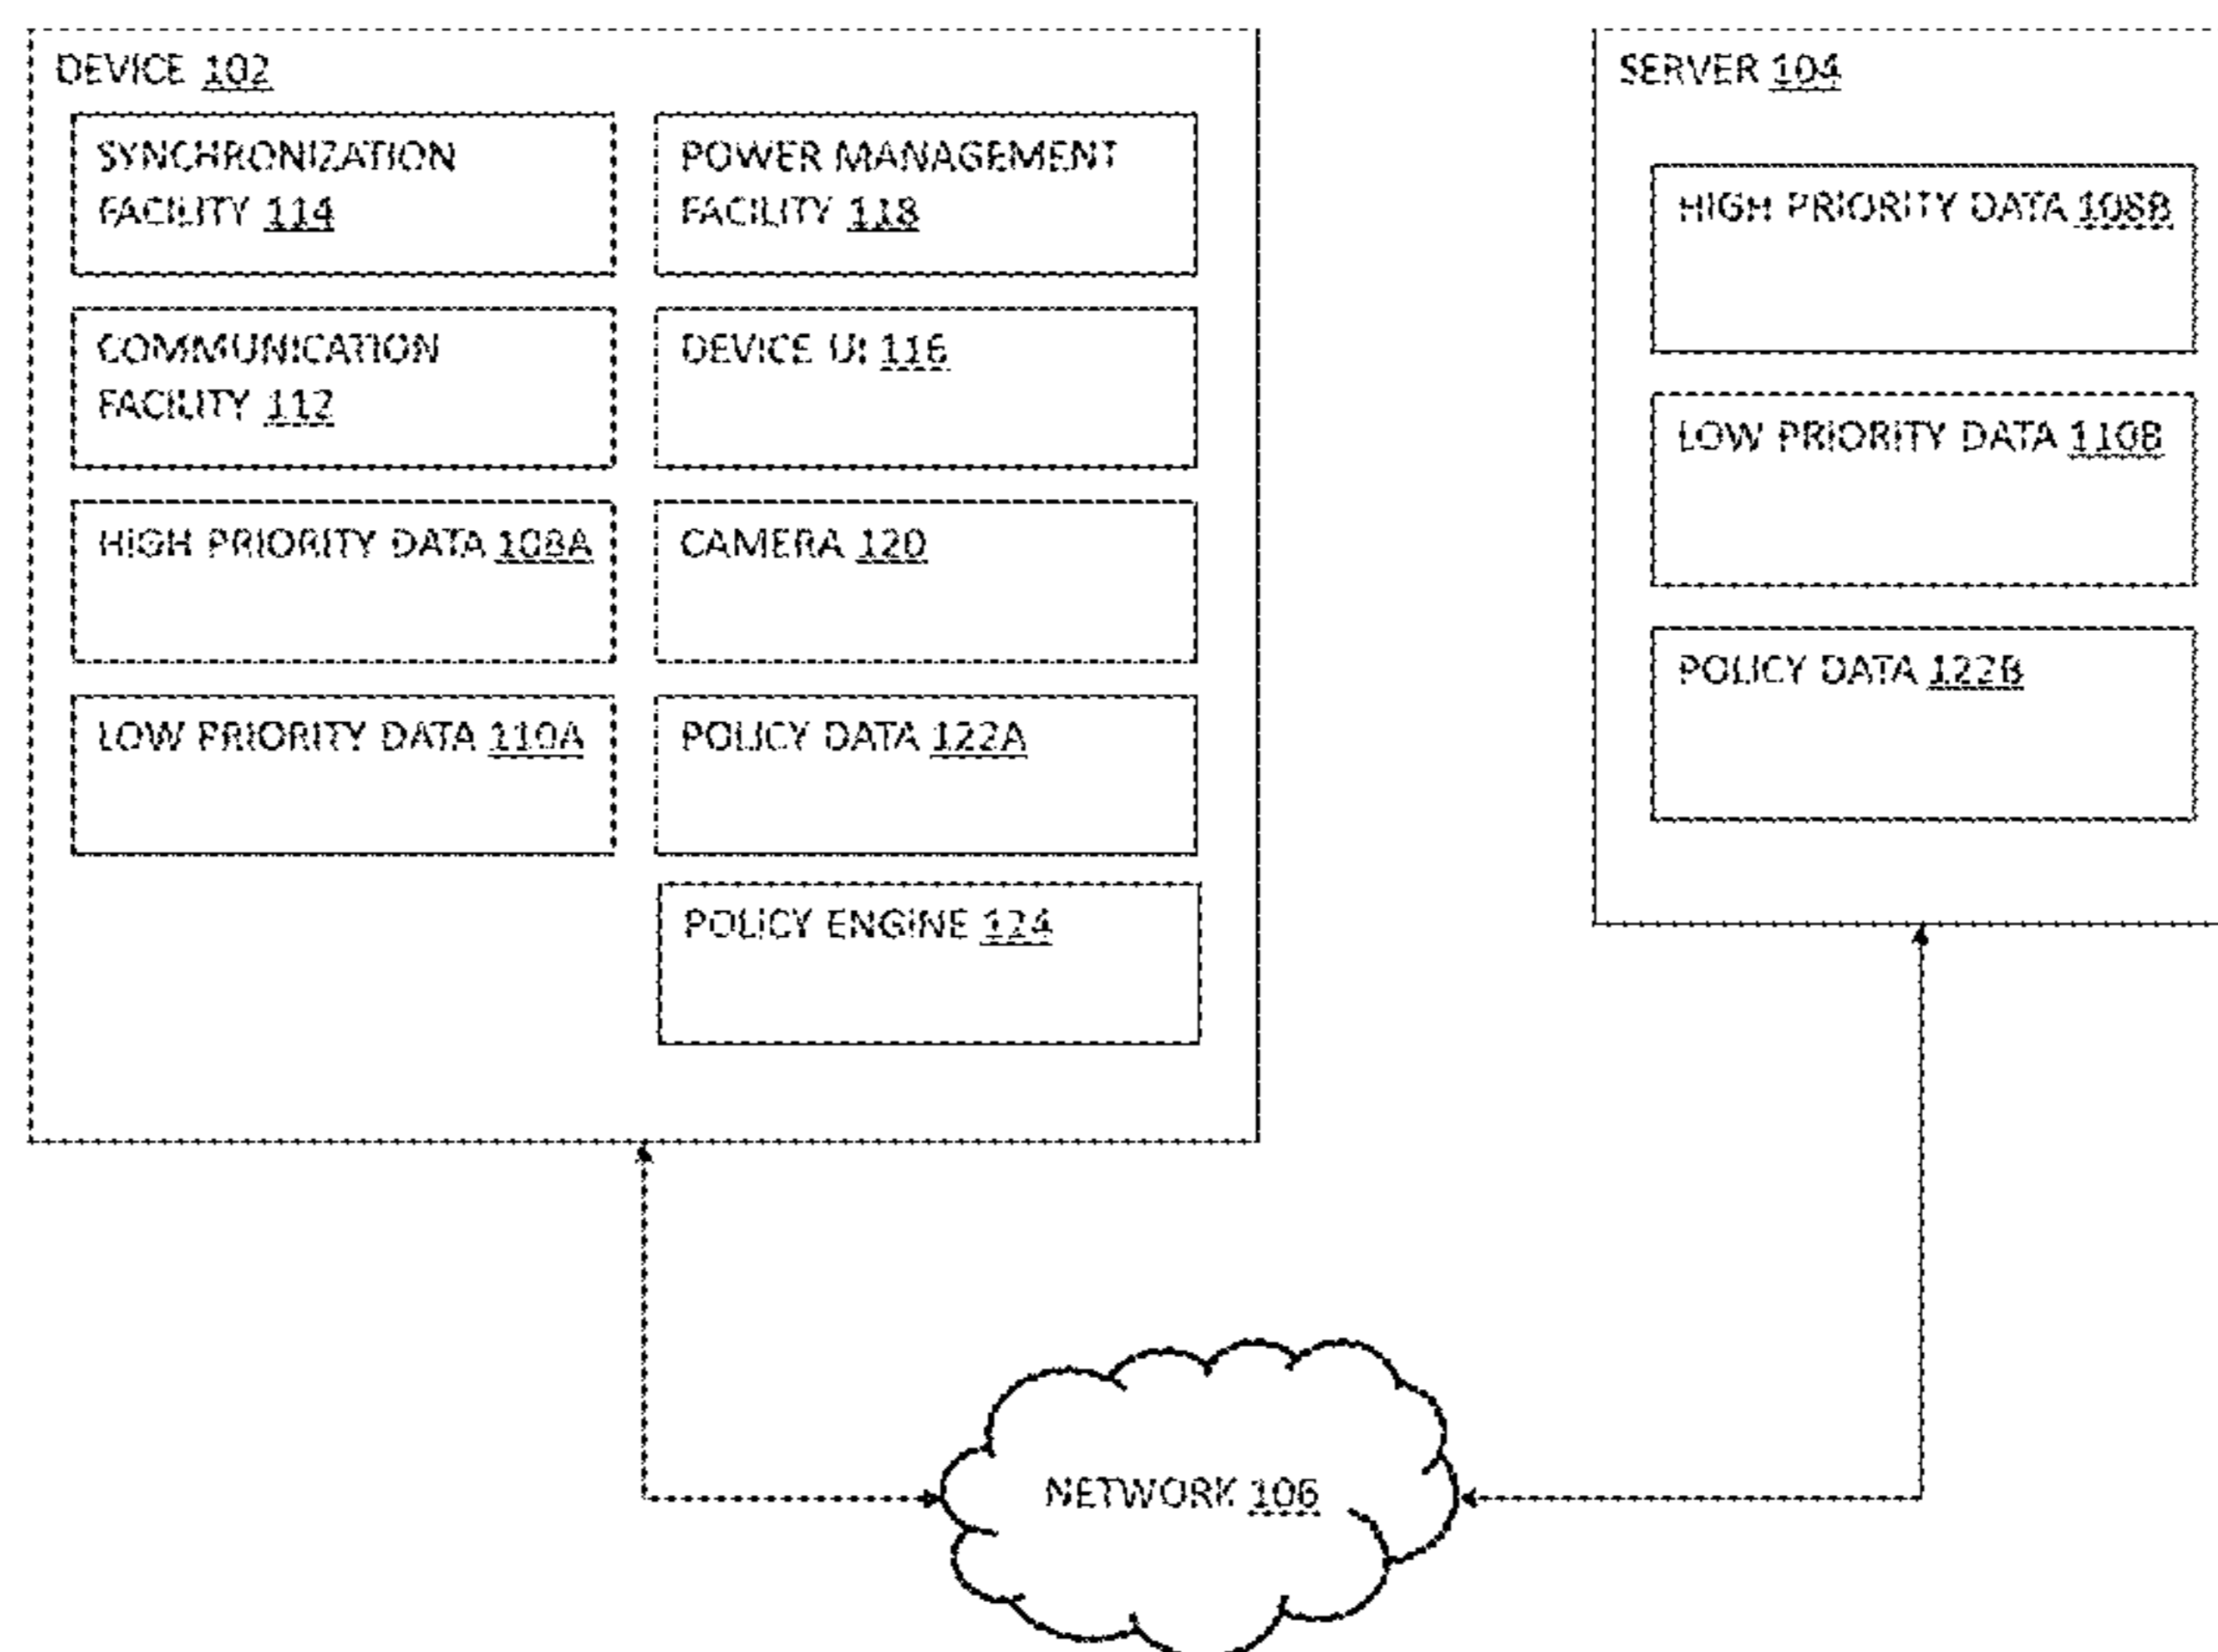 DEVICE 102
SYNCHRONIZATION
FACILITY 114
POWER MANAGEMENT
FACILITY 118
COMMUNICATION
FACILITY 112
DEVICE UI 116
HIGH PRIORITY DATA 108A
CAMERA 120
LOW PRIORITY DATA 110A
POLICY DATA 122A
POLICY ENGINE 124
SERVER 104
HIGH PRIORITY DATA 108B
LOW PRIORITY DATA 110B
POLICY DATA 122B
NETWORK 106